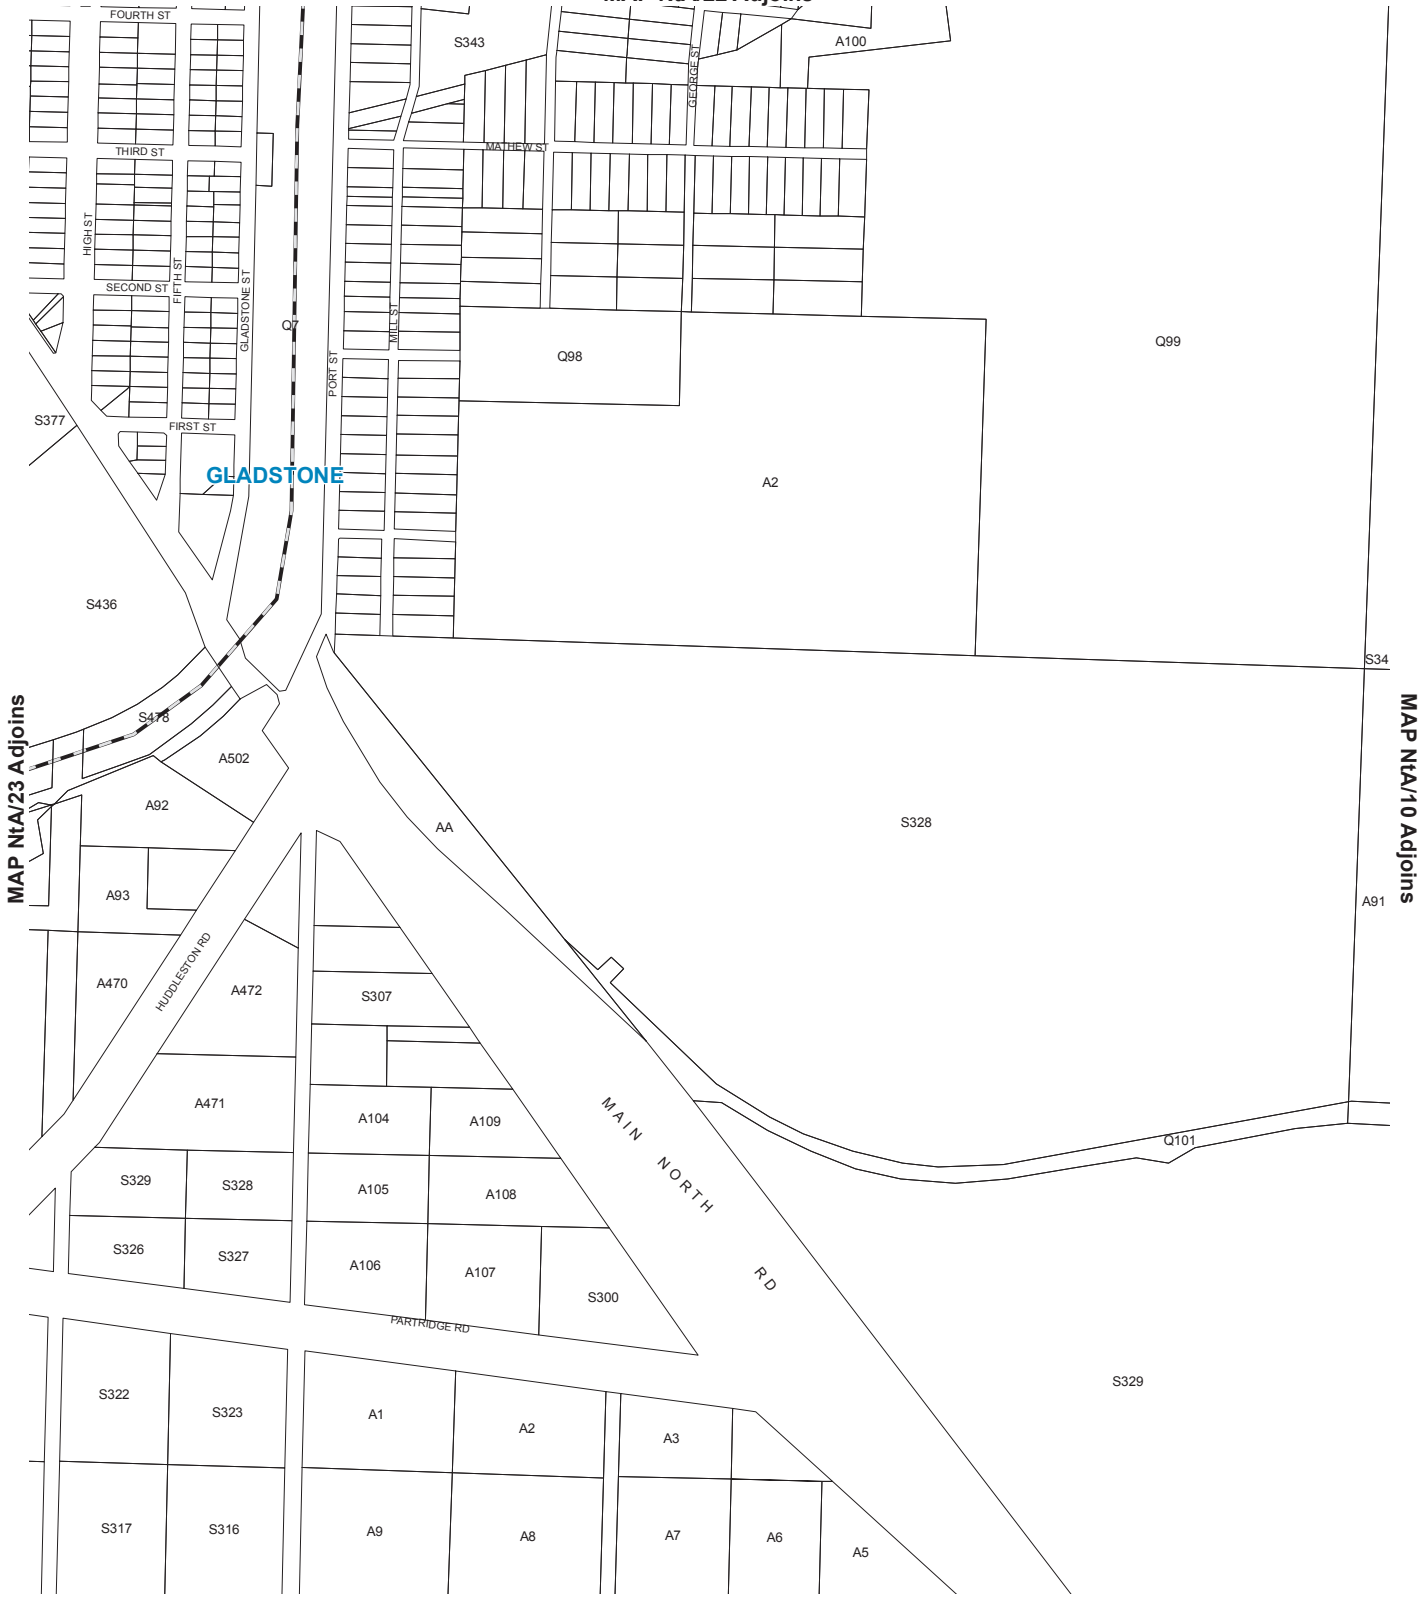 FOURTH ST
S343
GEORGE ST
A100
THIRD ST
MATHEW ST
HIGH ST
FIFTH ST
SECOND ST
GLADSTONE ST
Q7
MILL ST
PORT ST
Q98
Q99
S377
FIRST ST
GLADSTONE
A2
S436
S34
MAP NtA/23 Adjoins
MAP NtA/10 Adjoins
S478
A502
A92
AA
S328
A93
A91
HUDDLESTON RD
A470
A472
S307
A471
A104
A109
MAIN NORTH RD
Q101
S329
S328
A105
A108
S326
S327
A106
A107
S300
PARTRIDGE RD
S329
S322
S323
A1
A2
A3
S317
S316
A9
A8
A7
A6
A5